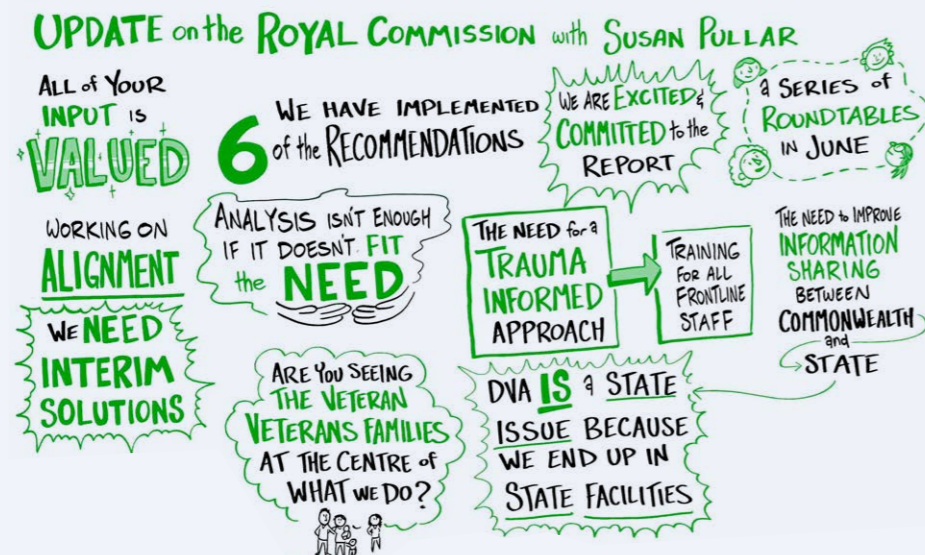 UPDATE on the ROYAL COMMISSION with SUSAN PULLAR
ALL of YOUR
INPUT IS
VALUED
6
WE HAVE IMPLEMENTED
of the RECOMMENDATIONS
WE ARE EXCITED &
COMMITTED to the
REPORT
a SERIES of
ROUNDTABLES
IN JUNE
WORKING ON
ALIGNMENT
WE NEED
INTERIM
SOLUTIONS
ANALYSIS ISN'T ENOUGH
IF IT DOESN'T FIT
the NEED
THE NEED for a
TRAUMA
INFORMED
APPROACH
TRAINING
FOR ALL
FRONTLINE
STAFF
THE NEED to IMPROVE
INFORMATION
SHARING
BETWEEN
COMMONWEALTH
and
STATE
ARE YOU SEEING
THE VETERAN
VETERANS FAMILIES
AT THE CENTRE of
WHAT WE DO?
DVA IS a STATE
ISSUE BECAUSE
WE END UP IN
STATE FACILITIES